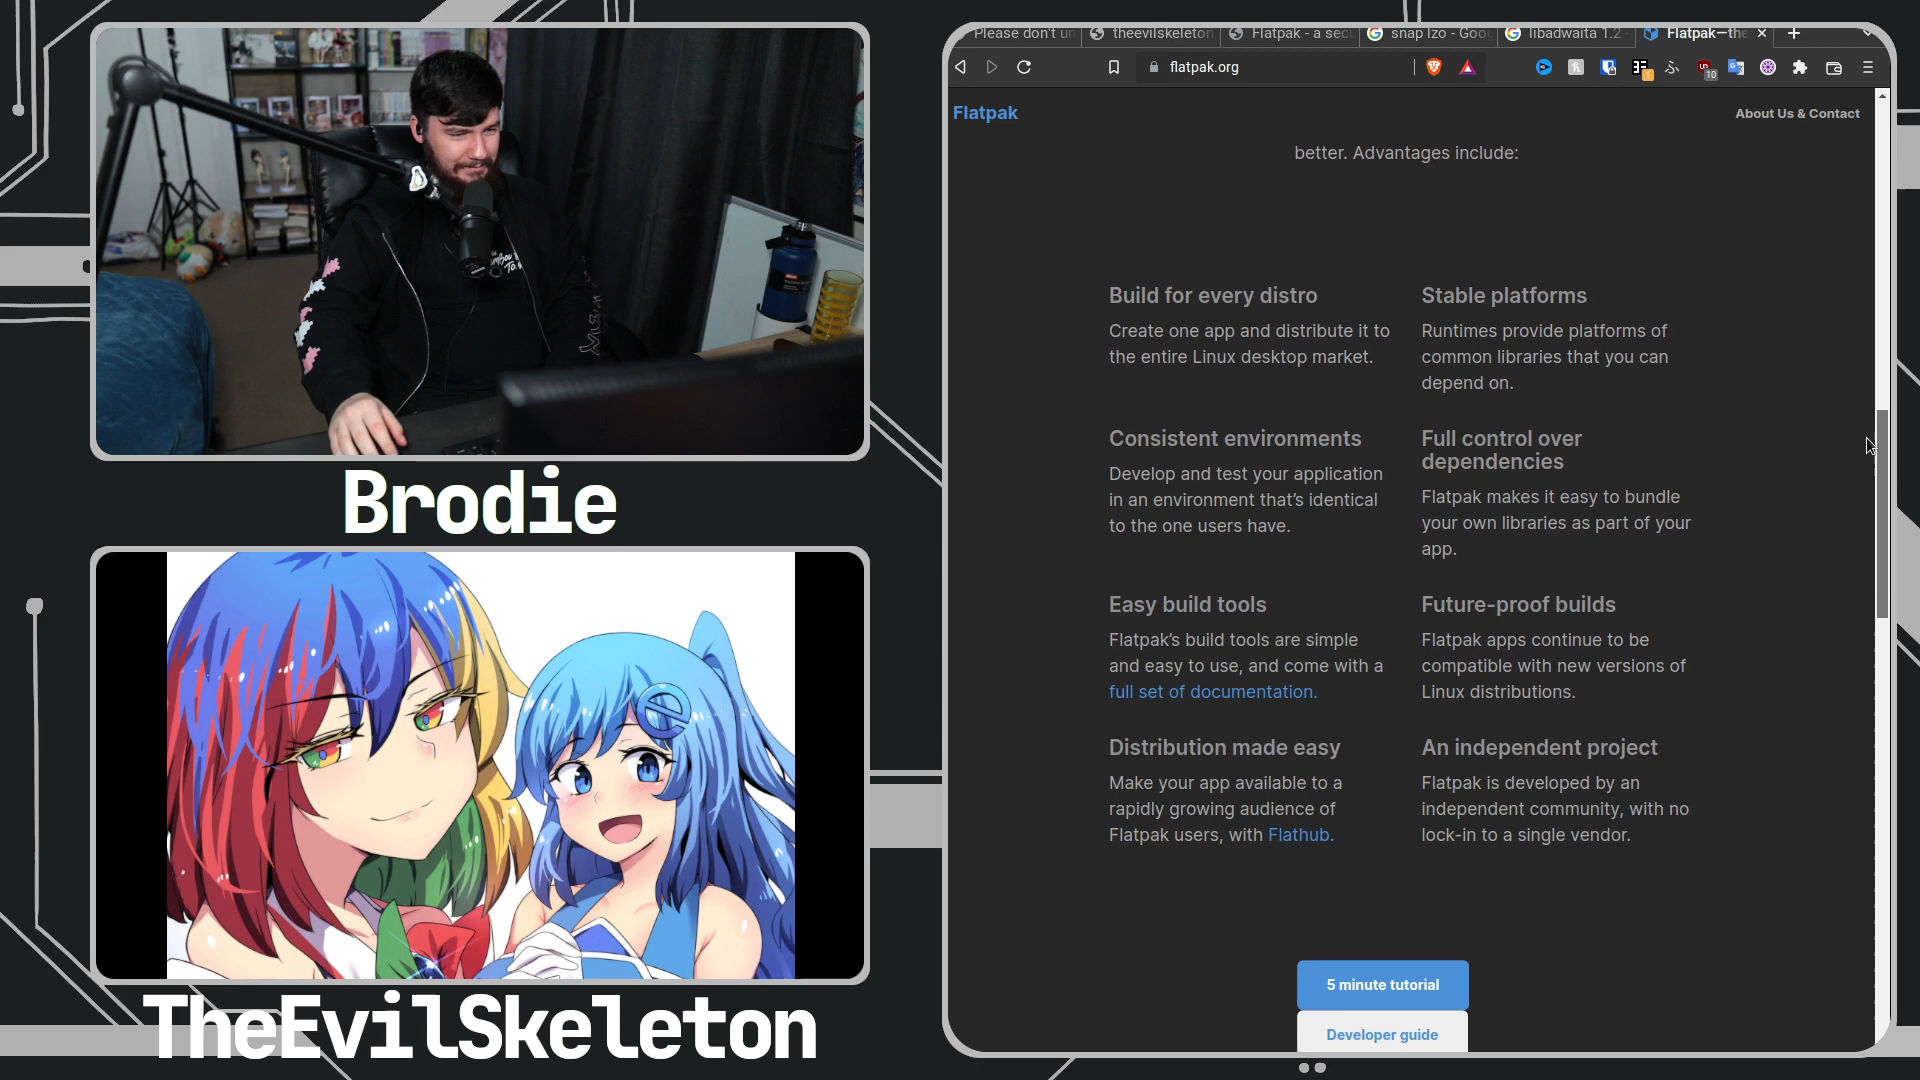 Brodie
TheEvilSkeleton
Please don't un
theevilskeleton
Flatpak - a sec
snap lzo - Goo
libadwaita 1.2
Flatpak—the
flatpak.org
10
Flatpak
About Us & Contact
better. Advantages include:
Build for every distro
Create one app and distribute it to
the entire Linux desktop market.
Stable platforms
Runtimes provide platforms of
common libraries that you can
depend on.
Consistent environments
Develop and test your application
in an environment that's identical
to the one users have.
Full control over
dependencies
Flatpak makes it easy to bundle
your own libraries as part of your
app.
Easy build tools
Flatpak's build tools are simple
and easy to use, and come with a
full set of documentation.
Future-proof builds
Flatpak apps continue to be
compatible with new versions of
Linux distributions.
Distribution made easy
Make your app available to a
rapidly growing audience of
Flatpak users, with Flathub.
An independent project
Flatpak is developed by an
independent community, with no
lock-in to a single vendor.
5 minute tutorial
Developer guide